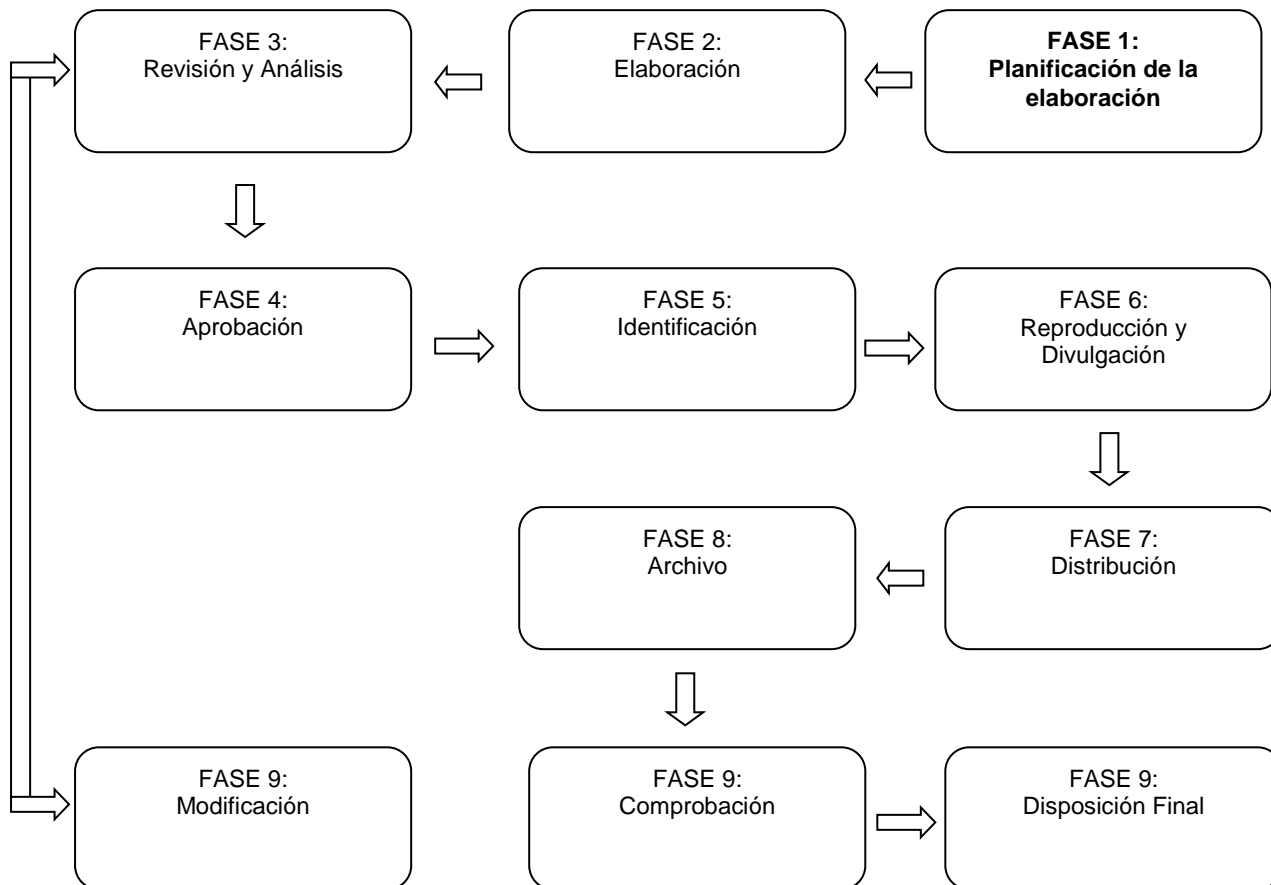 FASE 3:
Revisión y Análisis
FASE 2:
Elaboración
FASE 1:
Planificación de la
elaboración
FASE 4:
Aprobación
FASE 5:
Identificación
FASE 6:
Reproducción y
Divulgación
FASE 8:
Archivo
FASE 7:
Distribución
FASE 9:
Modificación
FASE 9:
Comprobación
FASE 9:
Disposición Final